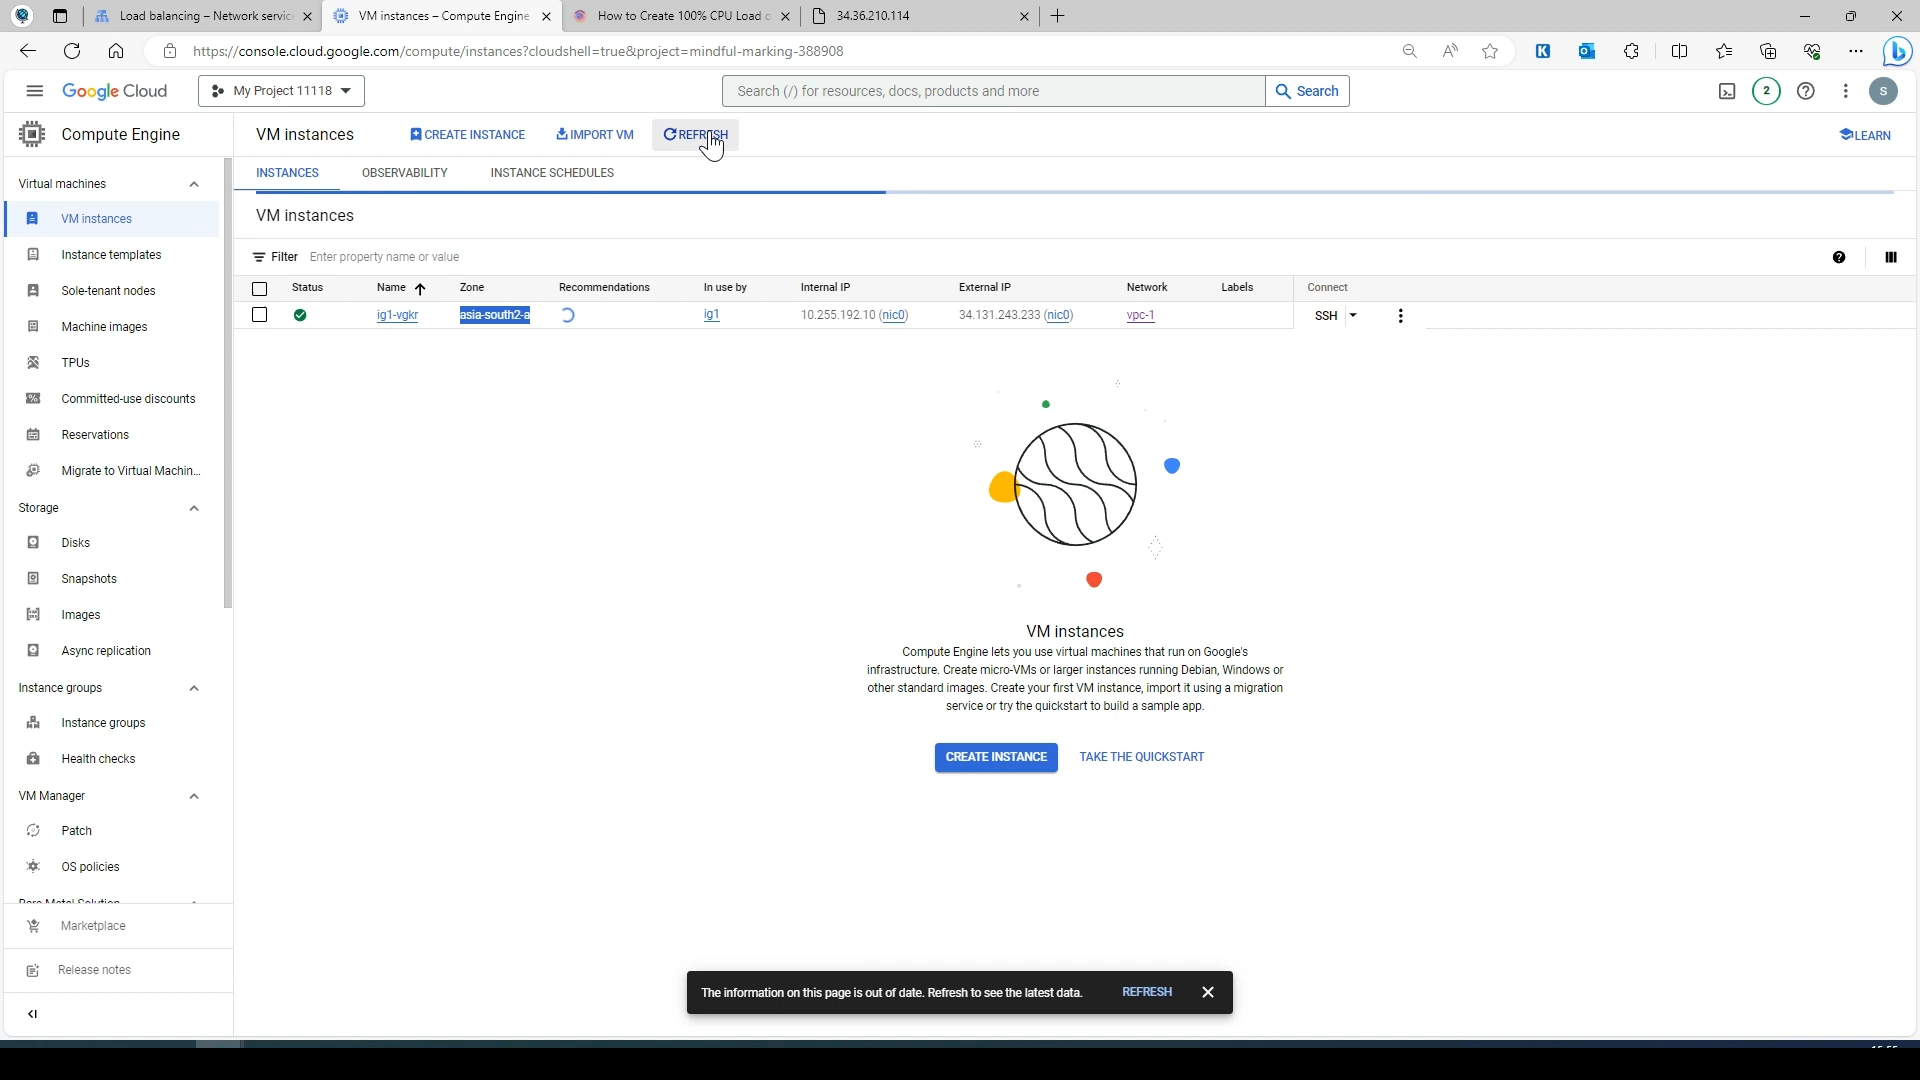 Load balancing – Network servic
VM instances – Compute Engine
How to Create 100% CPU Load o
34.36.210.114
https://console.cloud.google.com/compute/instances?cloudshell=true&project=mindful-marking-388908
Google Cloud
My Project 11118
Search (/) for resources, docs, products and more
Search
2
S
Compute Engine
VM instances
CREATE INSTANCE
IMPORT VM
REFRESH
LEARN
INSTANCES
OBSERVABILITY
INSTANCE SCHEDULES
Virtual machines
VM instances
Instance templates
Sole-tenant nodes
Machine images
TPUs
Committed-use discounts
Reservations
Migrate to Virtual Machin...
Storage
Disks
Snapshots
Images
Async replication
Instance groups
Instance groups
Health checks
VM Manager
Patch
OS policies
Bare Metal Solution
Marketplace
Release notes
VM instances
Filter Enter property name or value
Status Name Zone Recommendations In use by Internal IP External IP Network Labels Connect
ig1-vgkr asia-south2-a ig1 10.255.192.10 (nic0) 34.131.243.233 (nic0) vpc-1 SSH
VM instances
Compute Engine lets you use virtual machines that run on Google's
infrastructure. Create micro-VMs or larger instances running Debian, Windows or
other standard images. Create your first VM instance, import it using a migration
service or try the quickstart to build a sample app.
CREATE INSTANCE
TAKE THE QUICKSTART
The information on this page is out of date. Refresh to see the latest data.
REFRESH